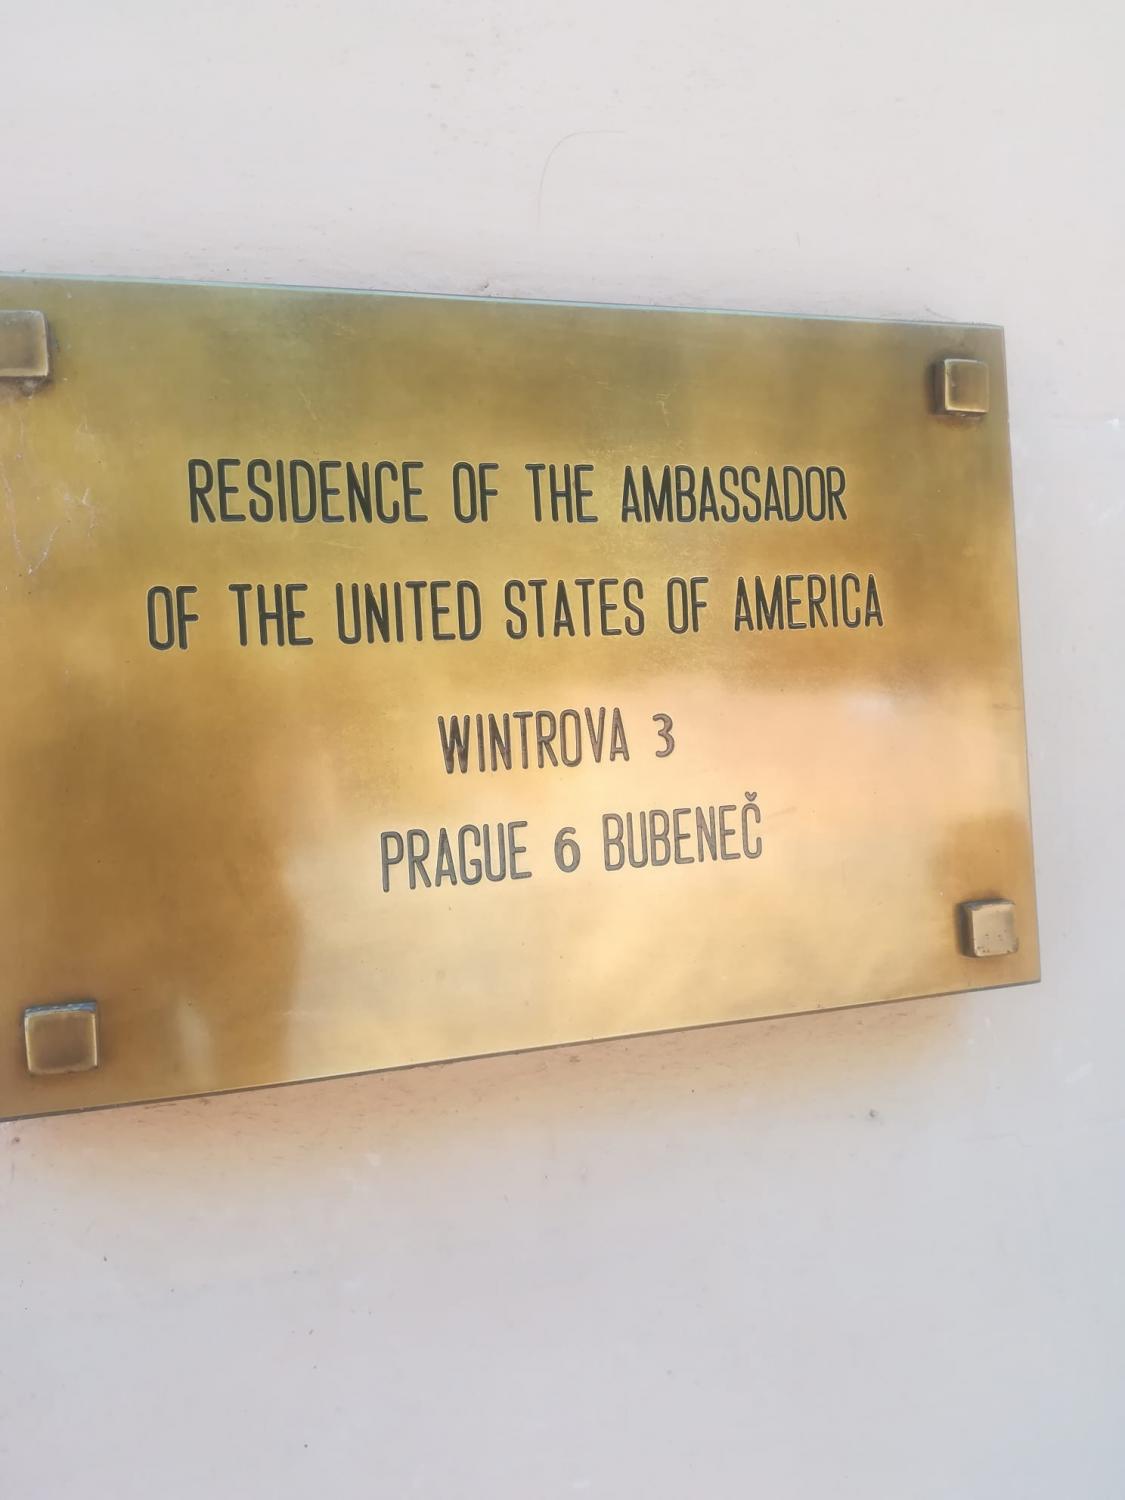 RESIDENCE OF THE AMBASSADOR
OF THE UNITED STATES OF AMERICA
WINTROVA 3
PRAGUE 6 BUBENEČ